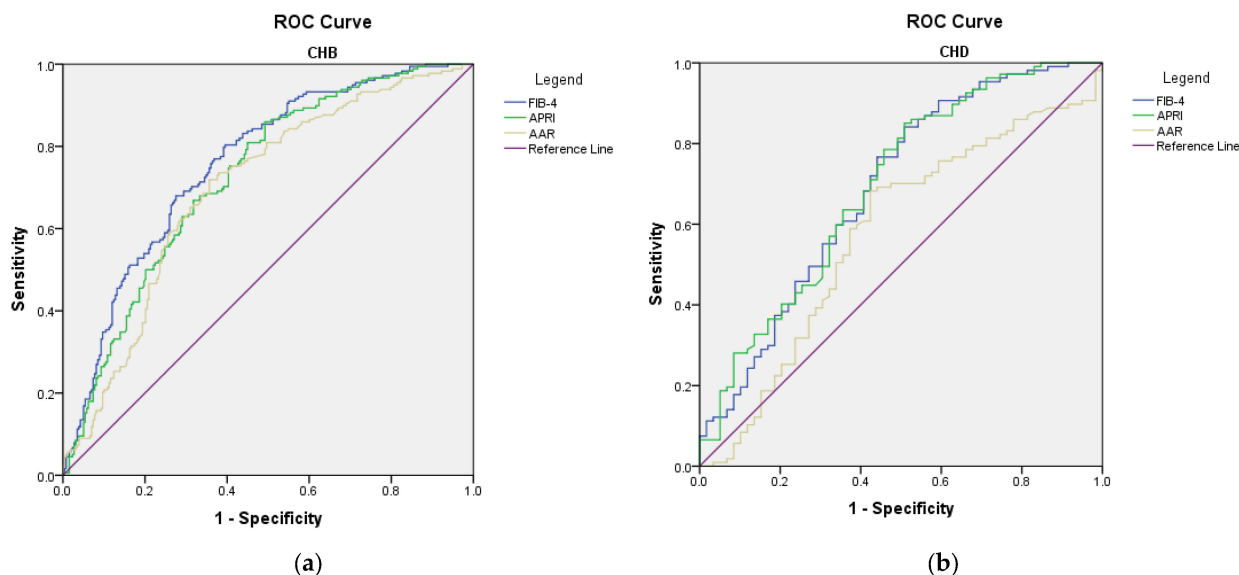 ROC Curve
CHB
Sensitivity
1.0
0.8
0.6
0.4
0.2
0.0
0.0 0.2 0.4 0.6 0.8 1.0
1 - Specificity
Legend
FIB-4
APRI
AAR
Reference Line
(a)
ROC Curve
CHD
Sensitivity
1.0
0.8
0.6
0.4
0.2
0.0
0.0 0.2 0.4 0.6 0.8 1.0
1 - Specificity
Legend
FIB-4
APRI
AAR
Reference Line
(b)